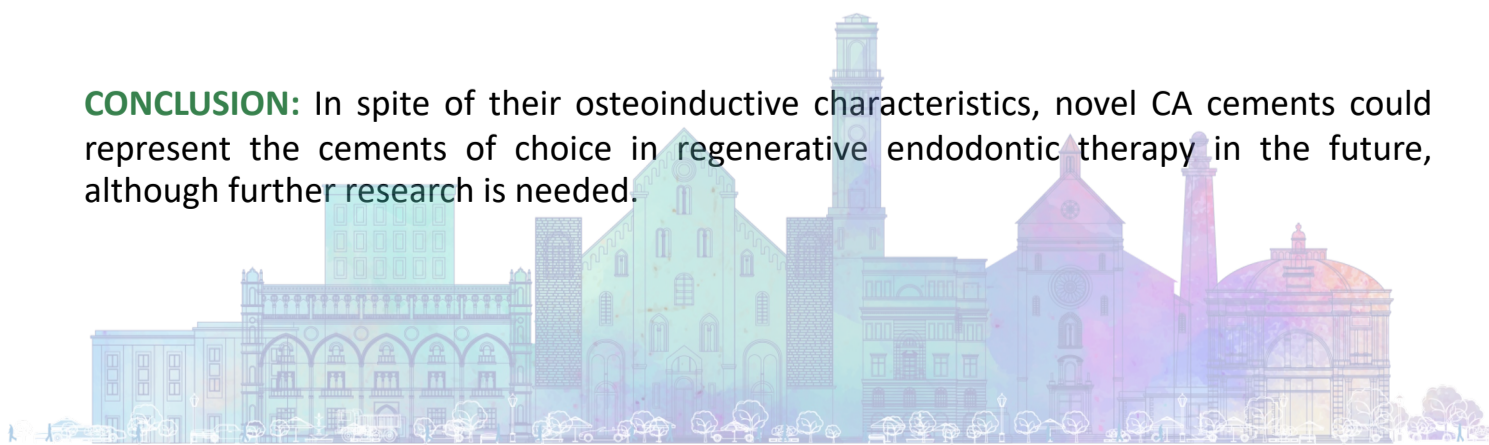 CONCLUSION: In spite of their osteoinductive characteristics, novel CA cements could
represent the cements of choice in regenerative endodontic therapy in the future,
although further research is needed.